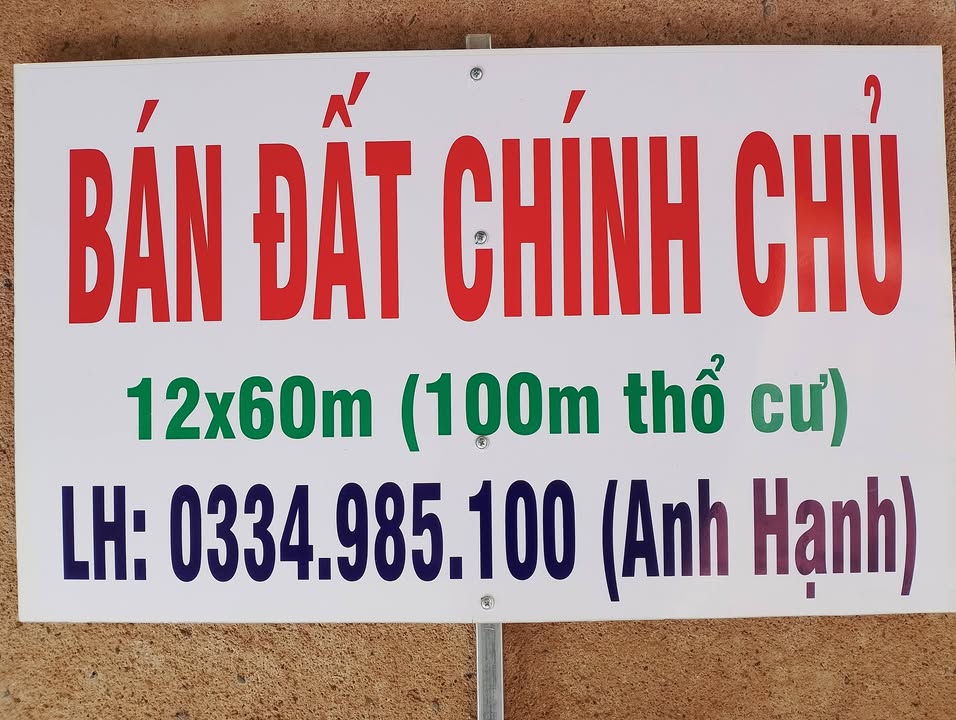 BÁN ĐẤT CHÍNH CHỦ
12x60m (100m thổ cư)
LH: 0334.985.100 (Anh Hạnh)